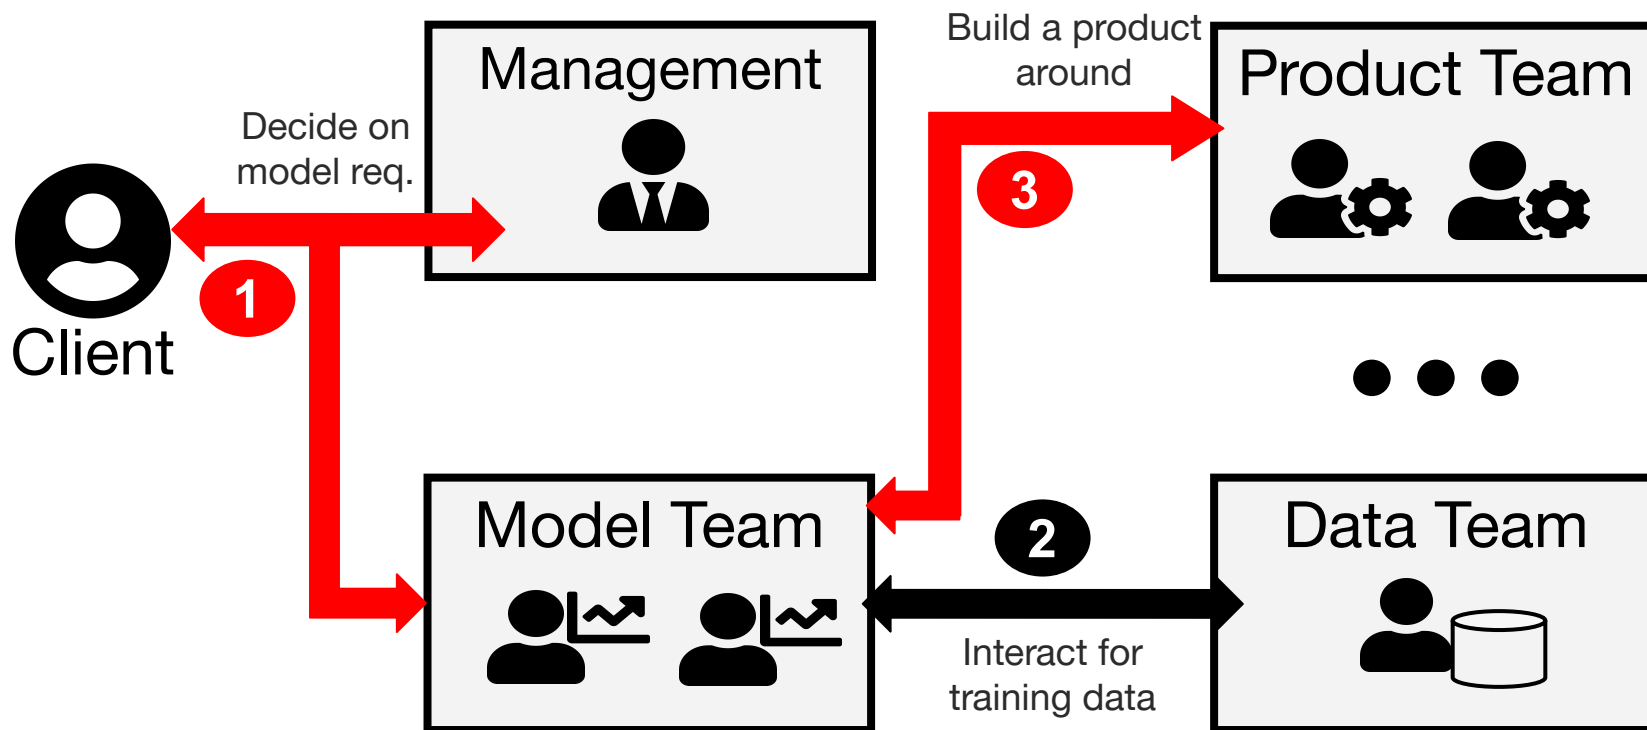 Management
Build a product
around
Product Team
Decide on
model req.
3
1
Client
Model Team
2
Data Team
Interact for
training data